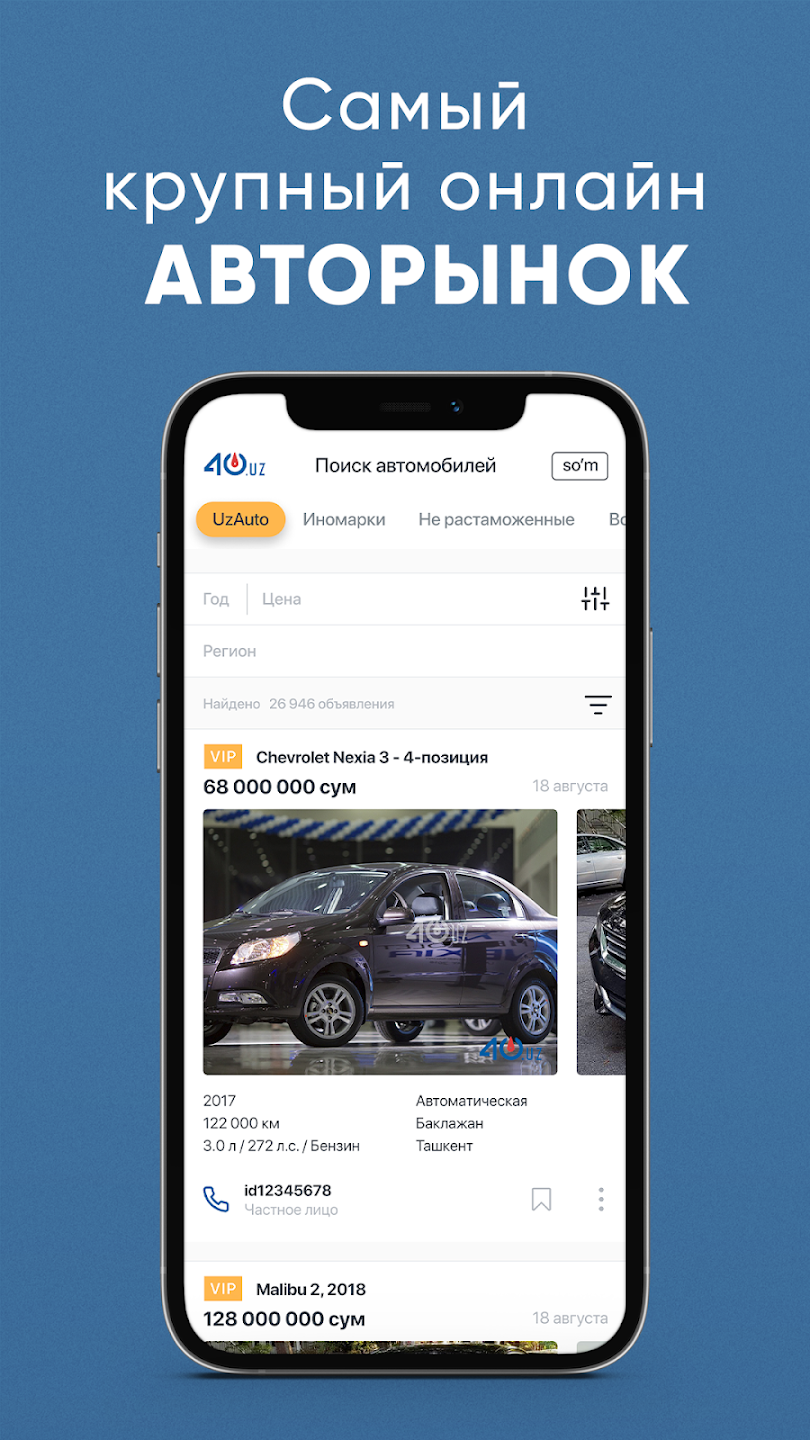 Самый
крупный онлайн
АВТОРЫНОК
40.UZ
Поиск автомобилей
so'm
UzAuto
Иномарки
Не растаможенные
Вс
Год
Цена
Регион
Найдено 26 946 объявления
VIP
Chevrolet Nexia 3 - 4-позиция
68 000 000 сум
18 августа
40.UZ
40.UZ
2017
Автоматическая
122 000 км
Баклажан
3.0 л / 272 л.с. / Бензин
Ташкент
id12345678
Частное лицо
VIP
Malibu 2, 2018
128 000 000 сум
18 августа